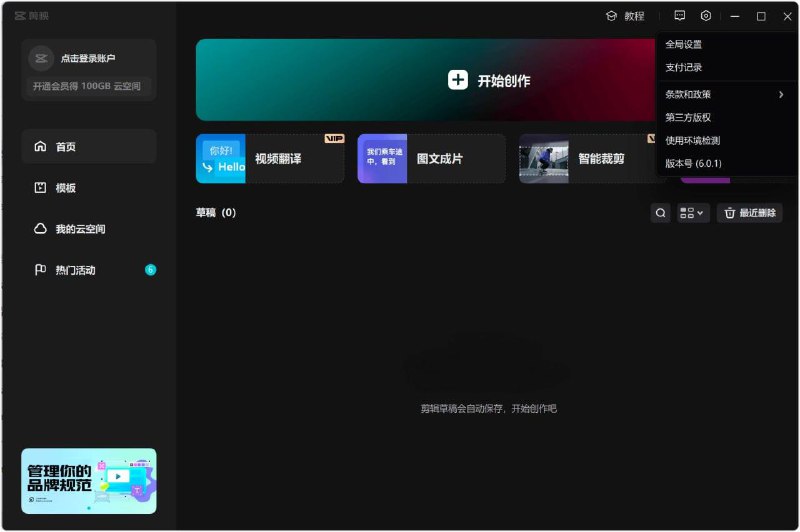 剪映
教程
点击登录账户
开通会员得 100GB 云空间
首页
模板
我的云空间
热门活动
6
管理你的
品牌规范
开始创作
你好!
Hello
视频翻译
VIP
我们乘车途
中，看到
图文成片
智能裁剪
草稿（0）
最近删除
剪辑草稿会自动保存，开始创作吧
全局设置
支付记录
条款和政策
第三方版权
使用环境检测
版本号 (6.0.1)